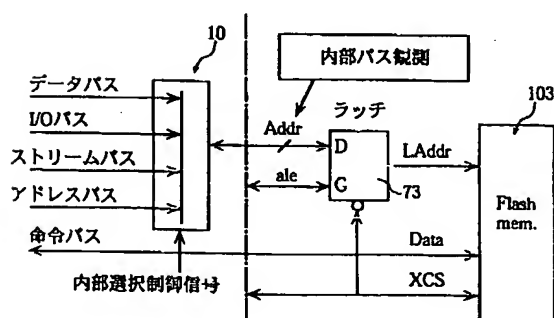 10
内部バス観測
データバス
I/Oバス
ストリームバス
アドレスバス
命令バス
内部選択制御信号
Addr
ale
ラッチ
D
G
73
LAddr
Data
XCS
103
Flash
mem.